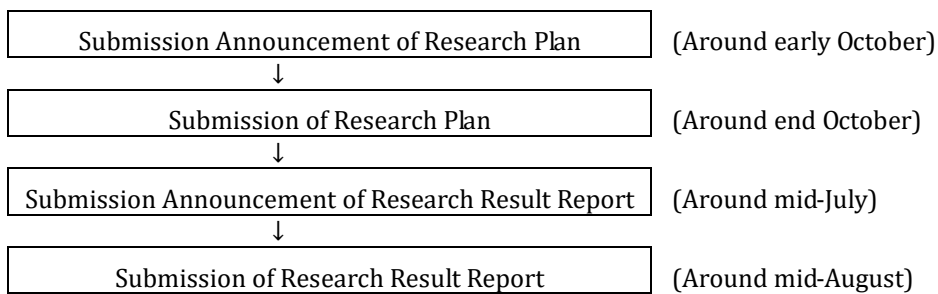 Submission Announcement of Research Plan (Around early October)
↓
Submission of Research Plan (Around end October)
↓
Submission Announcement of Research Result Report (Around mid-July)
↓
Submission of Research Result Report (Around mid-August)